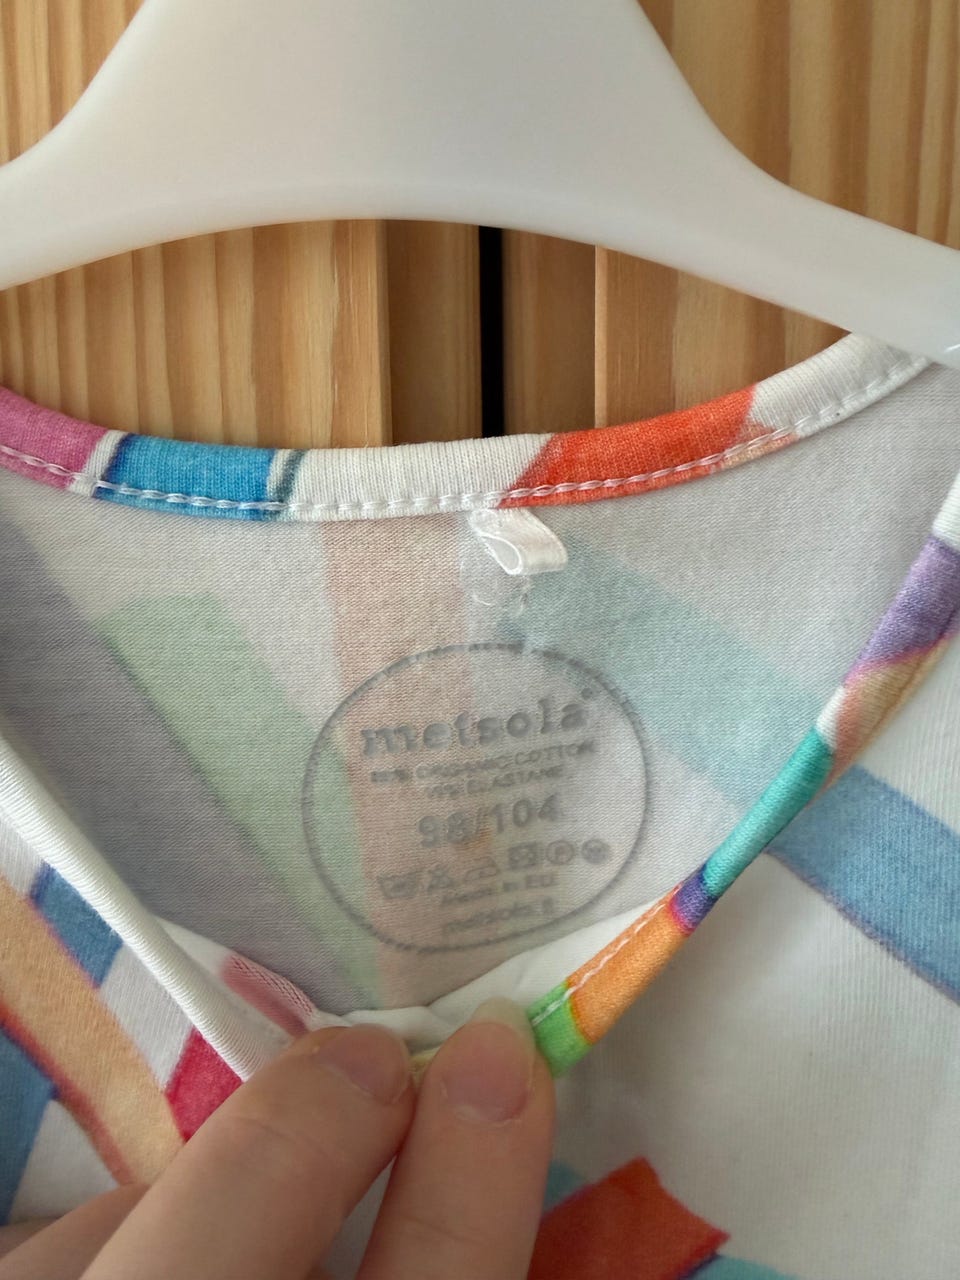 metsola®
ORGANIC COTTON
ELASTANE
98/104
Made in EU
metsola.fi